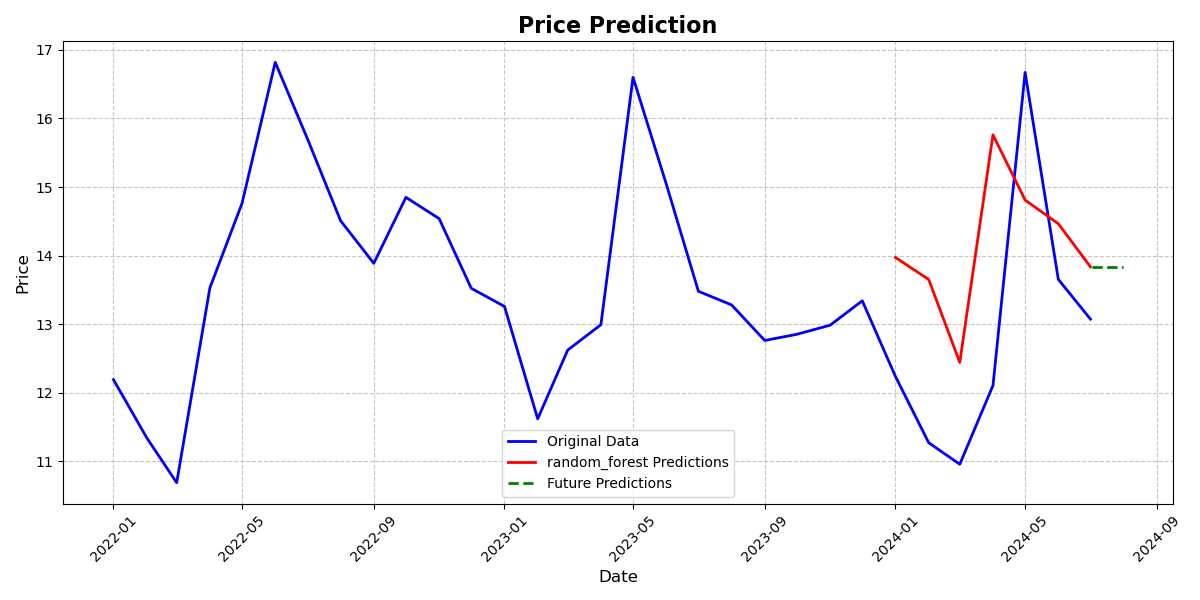 Price Prediction
Price
17
16
15
14
13
12
11
Original Data
random_forest Predictions
Future Predictions
2022-01
2022-05
2022-09
2023-01
2023-05
2023-09
2024-01
2024-05
2024-09
Date